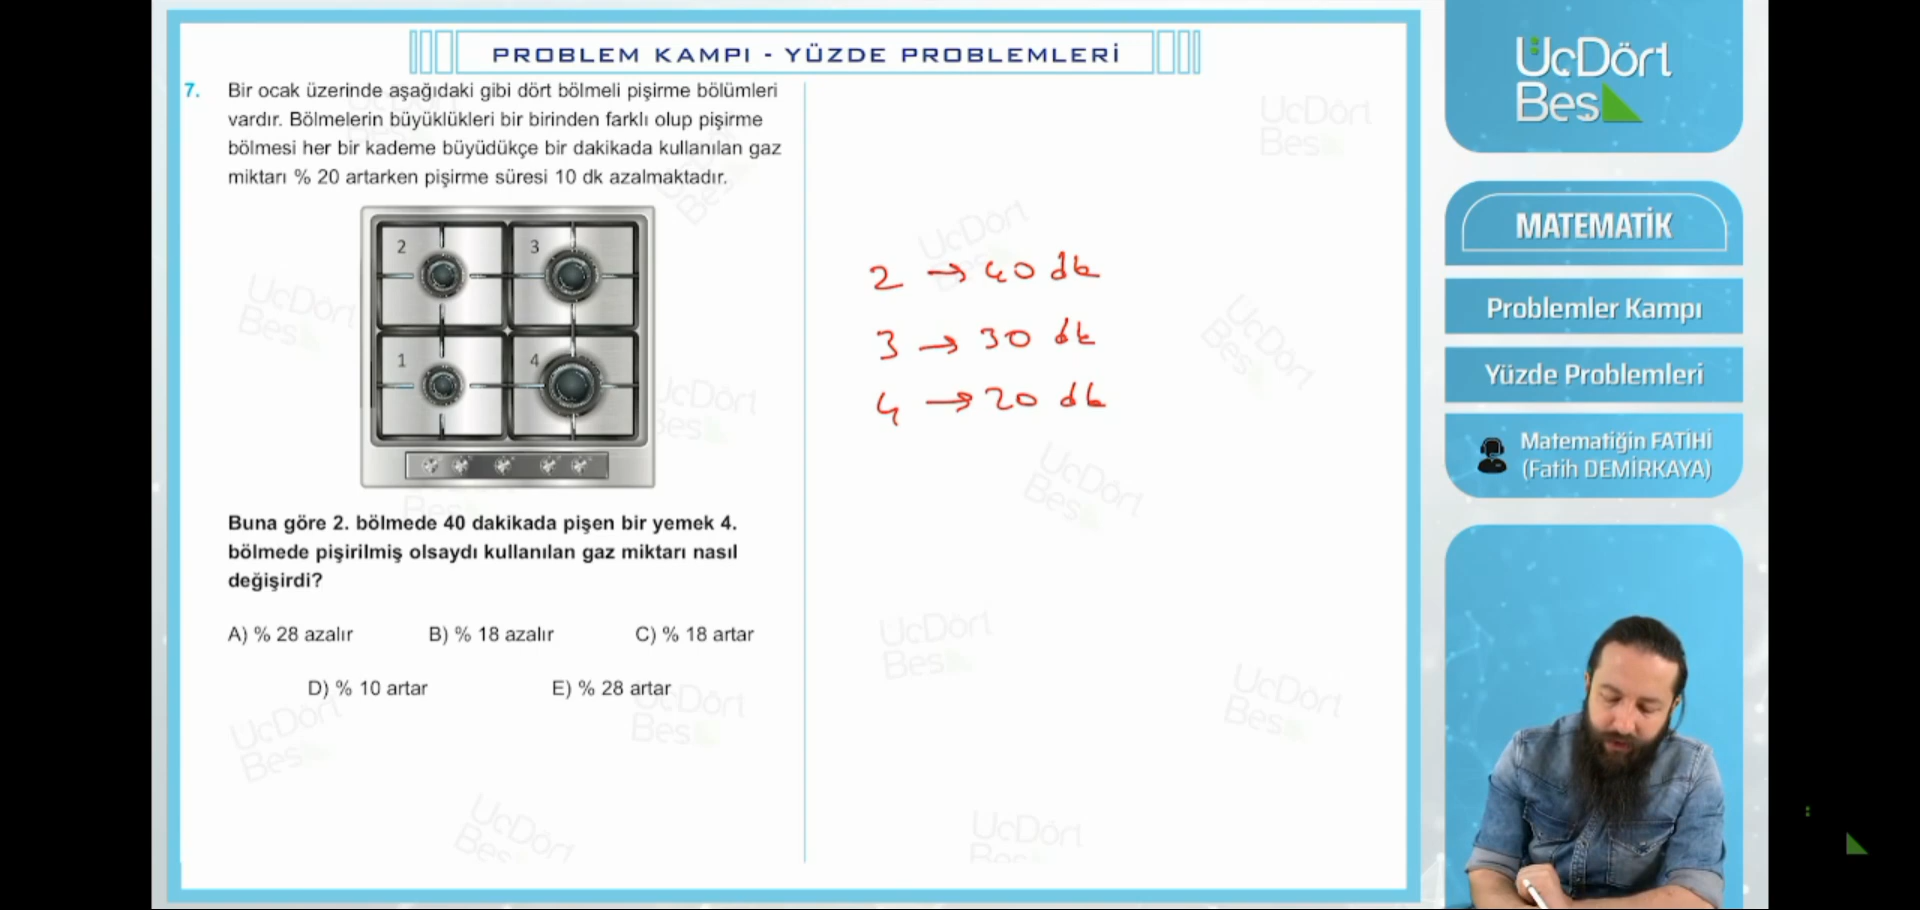 PROBLEM KAMPI - YÜZDE PROBLEMLERİ
7. Bir ocak üzerinde aşağıdaki gibi dört bölmeli pişirme bölümleri
vardır. Bölmelerin büyüklükleri bir birinden farklı olup pişirme
bölmesi her bir kademe büyüdükçe bir dakikada kullanılan gaz
miktarı % 20 artarken pişirme süresi 10 dk azalmaktadır.
2 3
1 4
Buna göre 2. bölmede 40 dakikada pişen bir yemek 4.
bölmede pişirilmiş olsaydı kullanılan gaz miktarı nasıl
değişirdi?
A) % 28 azalır B) % 18 azalır C) % 18 artar
D) % 10 artar E) % 28 artar
2 → 40 dk
3 → 30 dk
4 → 20 dk
ÜçDört
Beş
MATEMATİK
Problemler Kampı
Yüzde Problemleri
Matematiğin FATİHİ
(Fatih DEMİRKAYA)